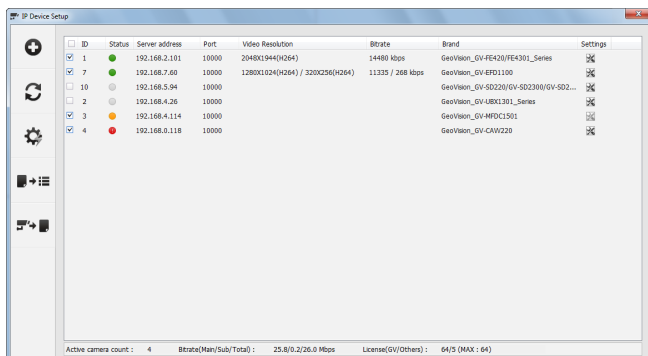 IP Device Setup
ID Status Server address Port Video Resolution Bitrate Brand Settings
1 192.168.2.101 10000 2048X1944(H264) 14480 kbps GeoVision_GV-FE420/FE4301_Series
7 192.168.7.60 10000 1280X1024(H264) / 320X256(H264) 11335 / 268 kbps GeoVision_GV-EFD1100
10 192.168.5.94 10000 GeoVision_GV-SD220/GV-SD2300/GV-SD2...
2 192.168.4.26 10000 GeoVision_GV-UBX1301_Series
3 192.168.4.114 10000 GeoVision_GV-MFDC1501
4 192.168.0.118 10000 GeoVision_GV-CAW220
Active camera count : 4 Bitrate(Main/Sub/Total) : 25.8/0.2/26.0 Mbps License(GV/Others) : 64/5 (MAX : 64)